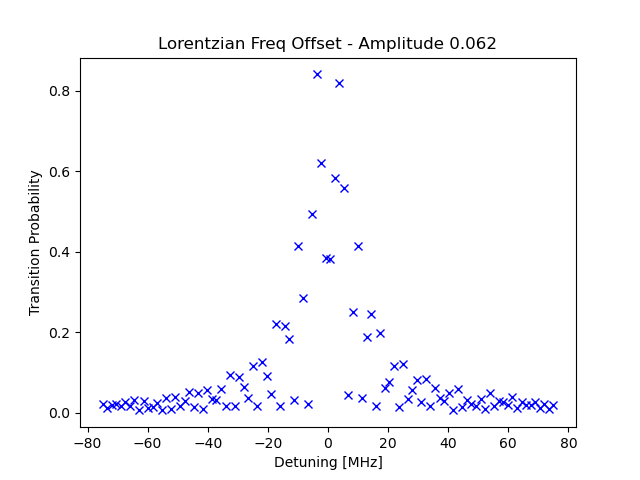 Lorentzian Freq Offset - Amplitude 0.062
Transition Probability
0.8
0.6
0.4
0.2
0.0
−80 −60 −40 −20 0 20 40 60 80
Detuning [MHz]